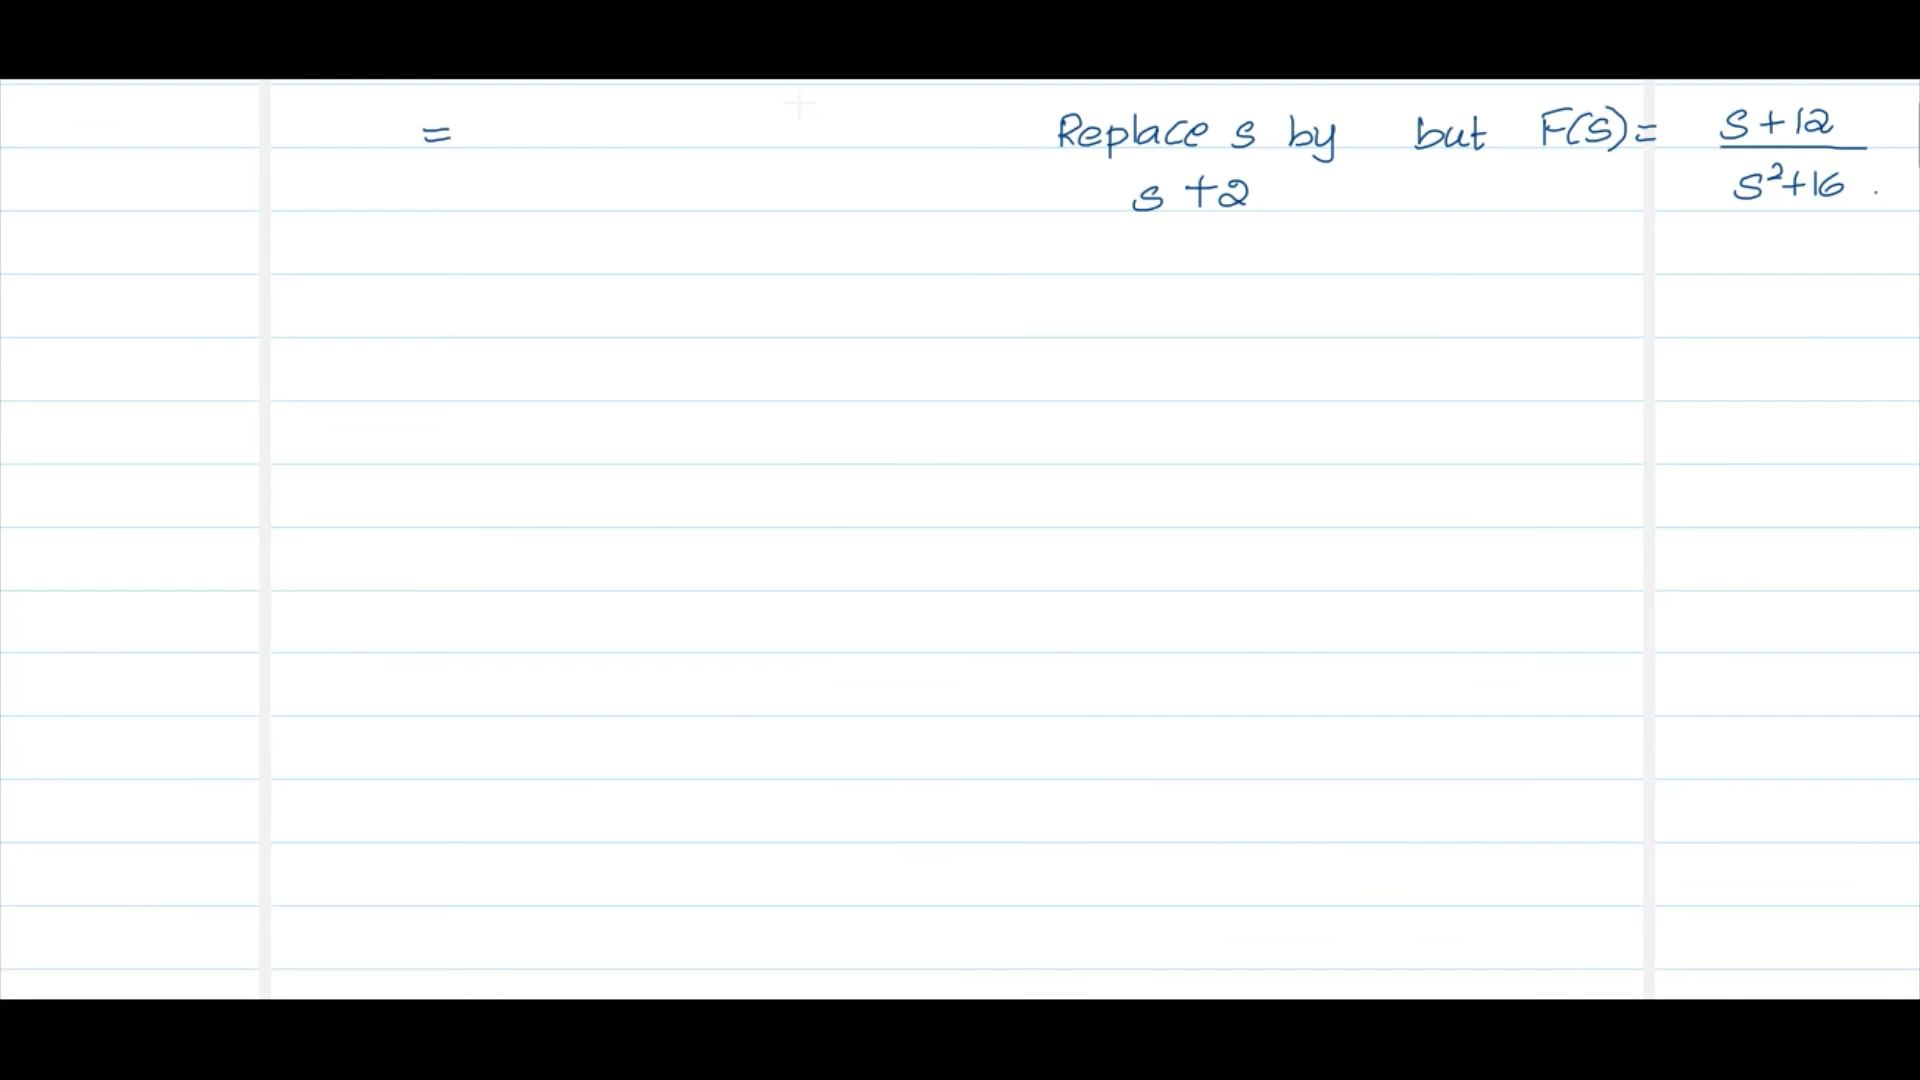 = Replace s by but F(s) = s+12
s+2 s²+16 .